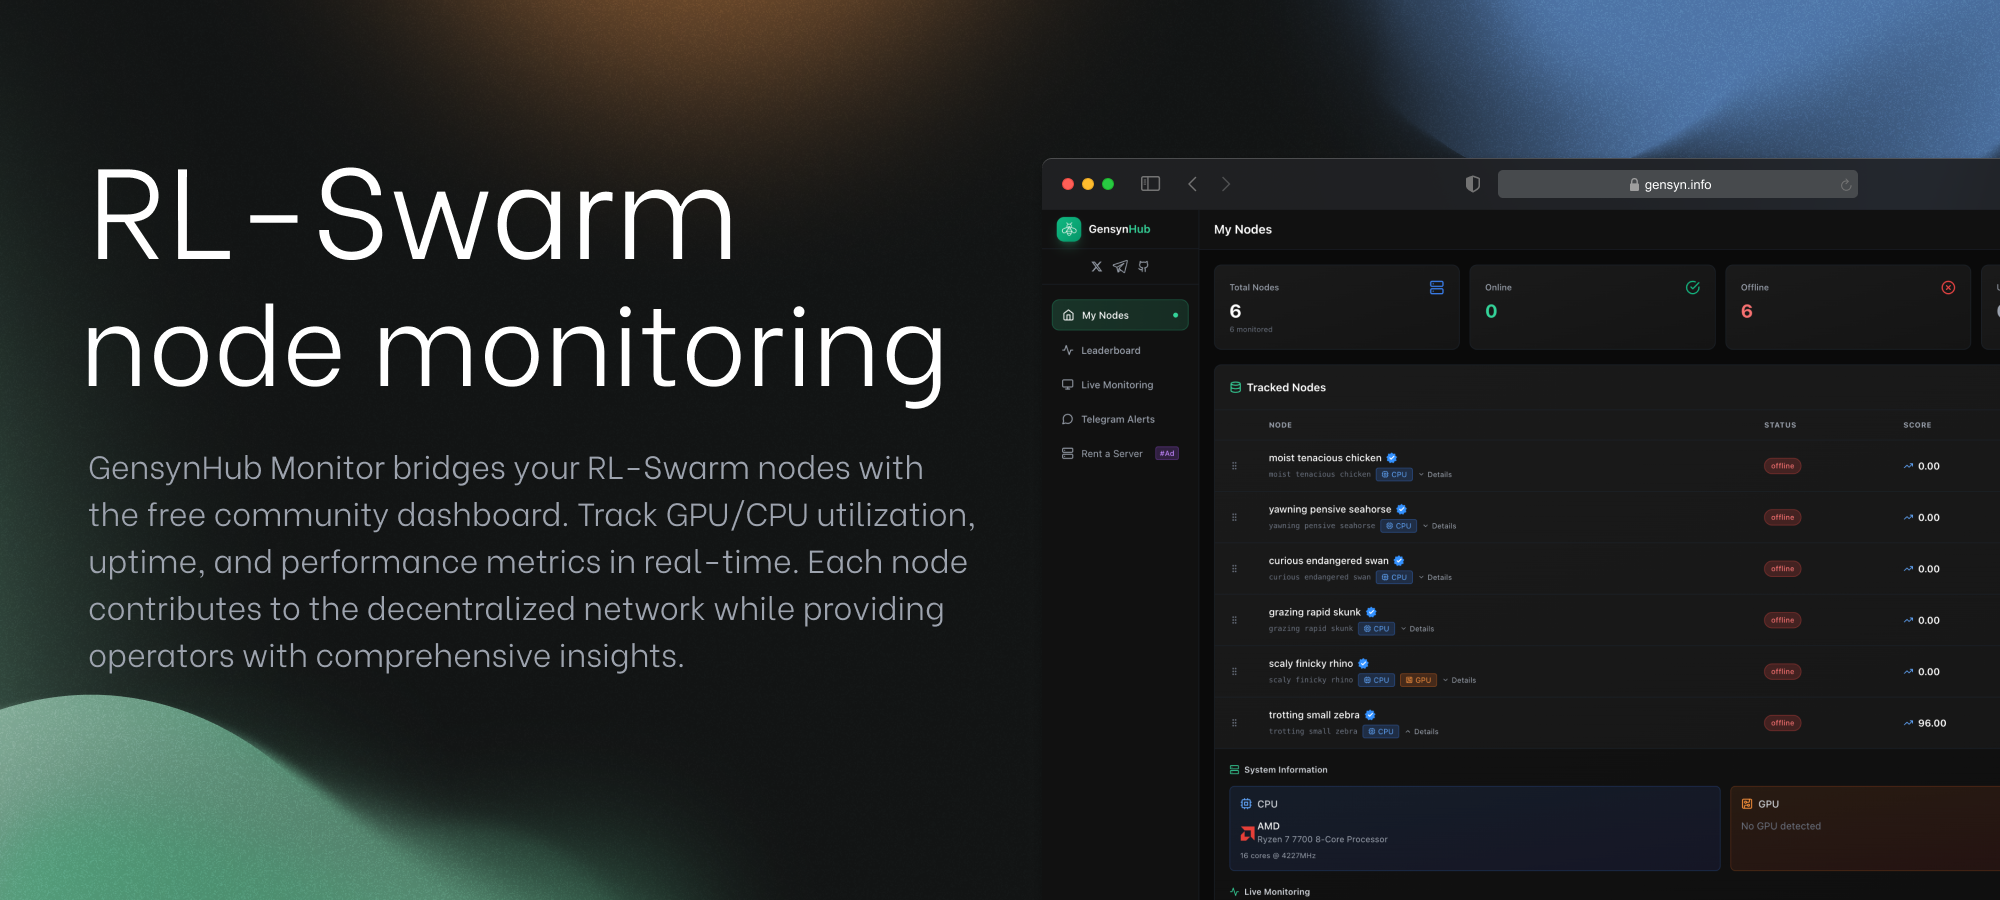 RL-Swarm
node monitoring
GensynHub Monitor bridges your RL-Swarm nodes with
the free community dashboard. Track GPU/CPU utilization,
uptime, and performance metrics in real-time. Each node
contributes to the decentralized network while providing
operators with comprehensive insights.
gensyn.info
GensynHub
My Nodes
My Nodes
Leaderboard
Live Monitoring
Telegram Alerts
Rent a Server #Ad
Total Nodes
6
6 monitored
Online
0
Offline
6
Tracked Nodes
NODE STATUS SCORE
moist tenacious chicken
moist tenacious chicken CPU Details
offline 0.00
yawning pensive seahorse
yawning pensive seahorse CPU Details
offline 0.00
curious endangered swan
curious endangered swan CPU Details
offline 0.00
grazing rapid skunk
grazing rapid skunk CPU Details
offline 0.00
scaly finicky rhino
scaly finicky rhino CPU GPU Details
offline 0.00
trotting small zebra
trotting small zebra CPU Details
offline 96.00
System Information
CPU
AMD
Ryzen 7 7700 8-Core Processor
16 cores @ 4227MHz
GPU
No GPU detected
Live Monitoring